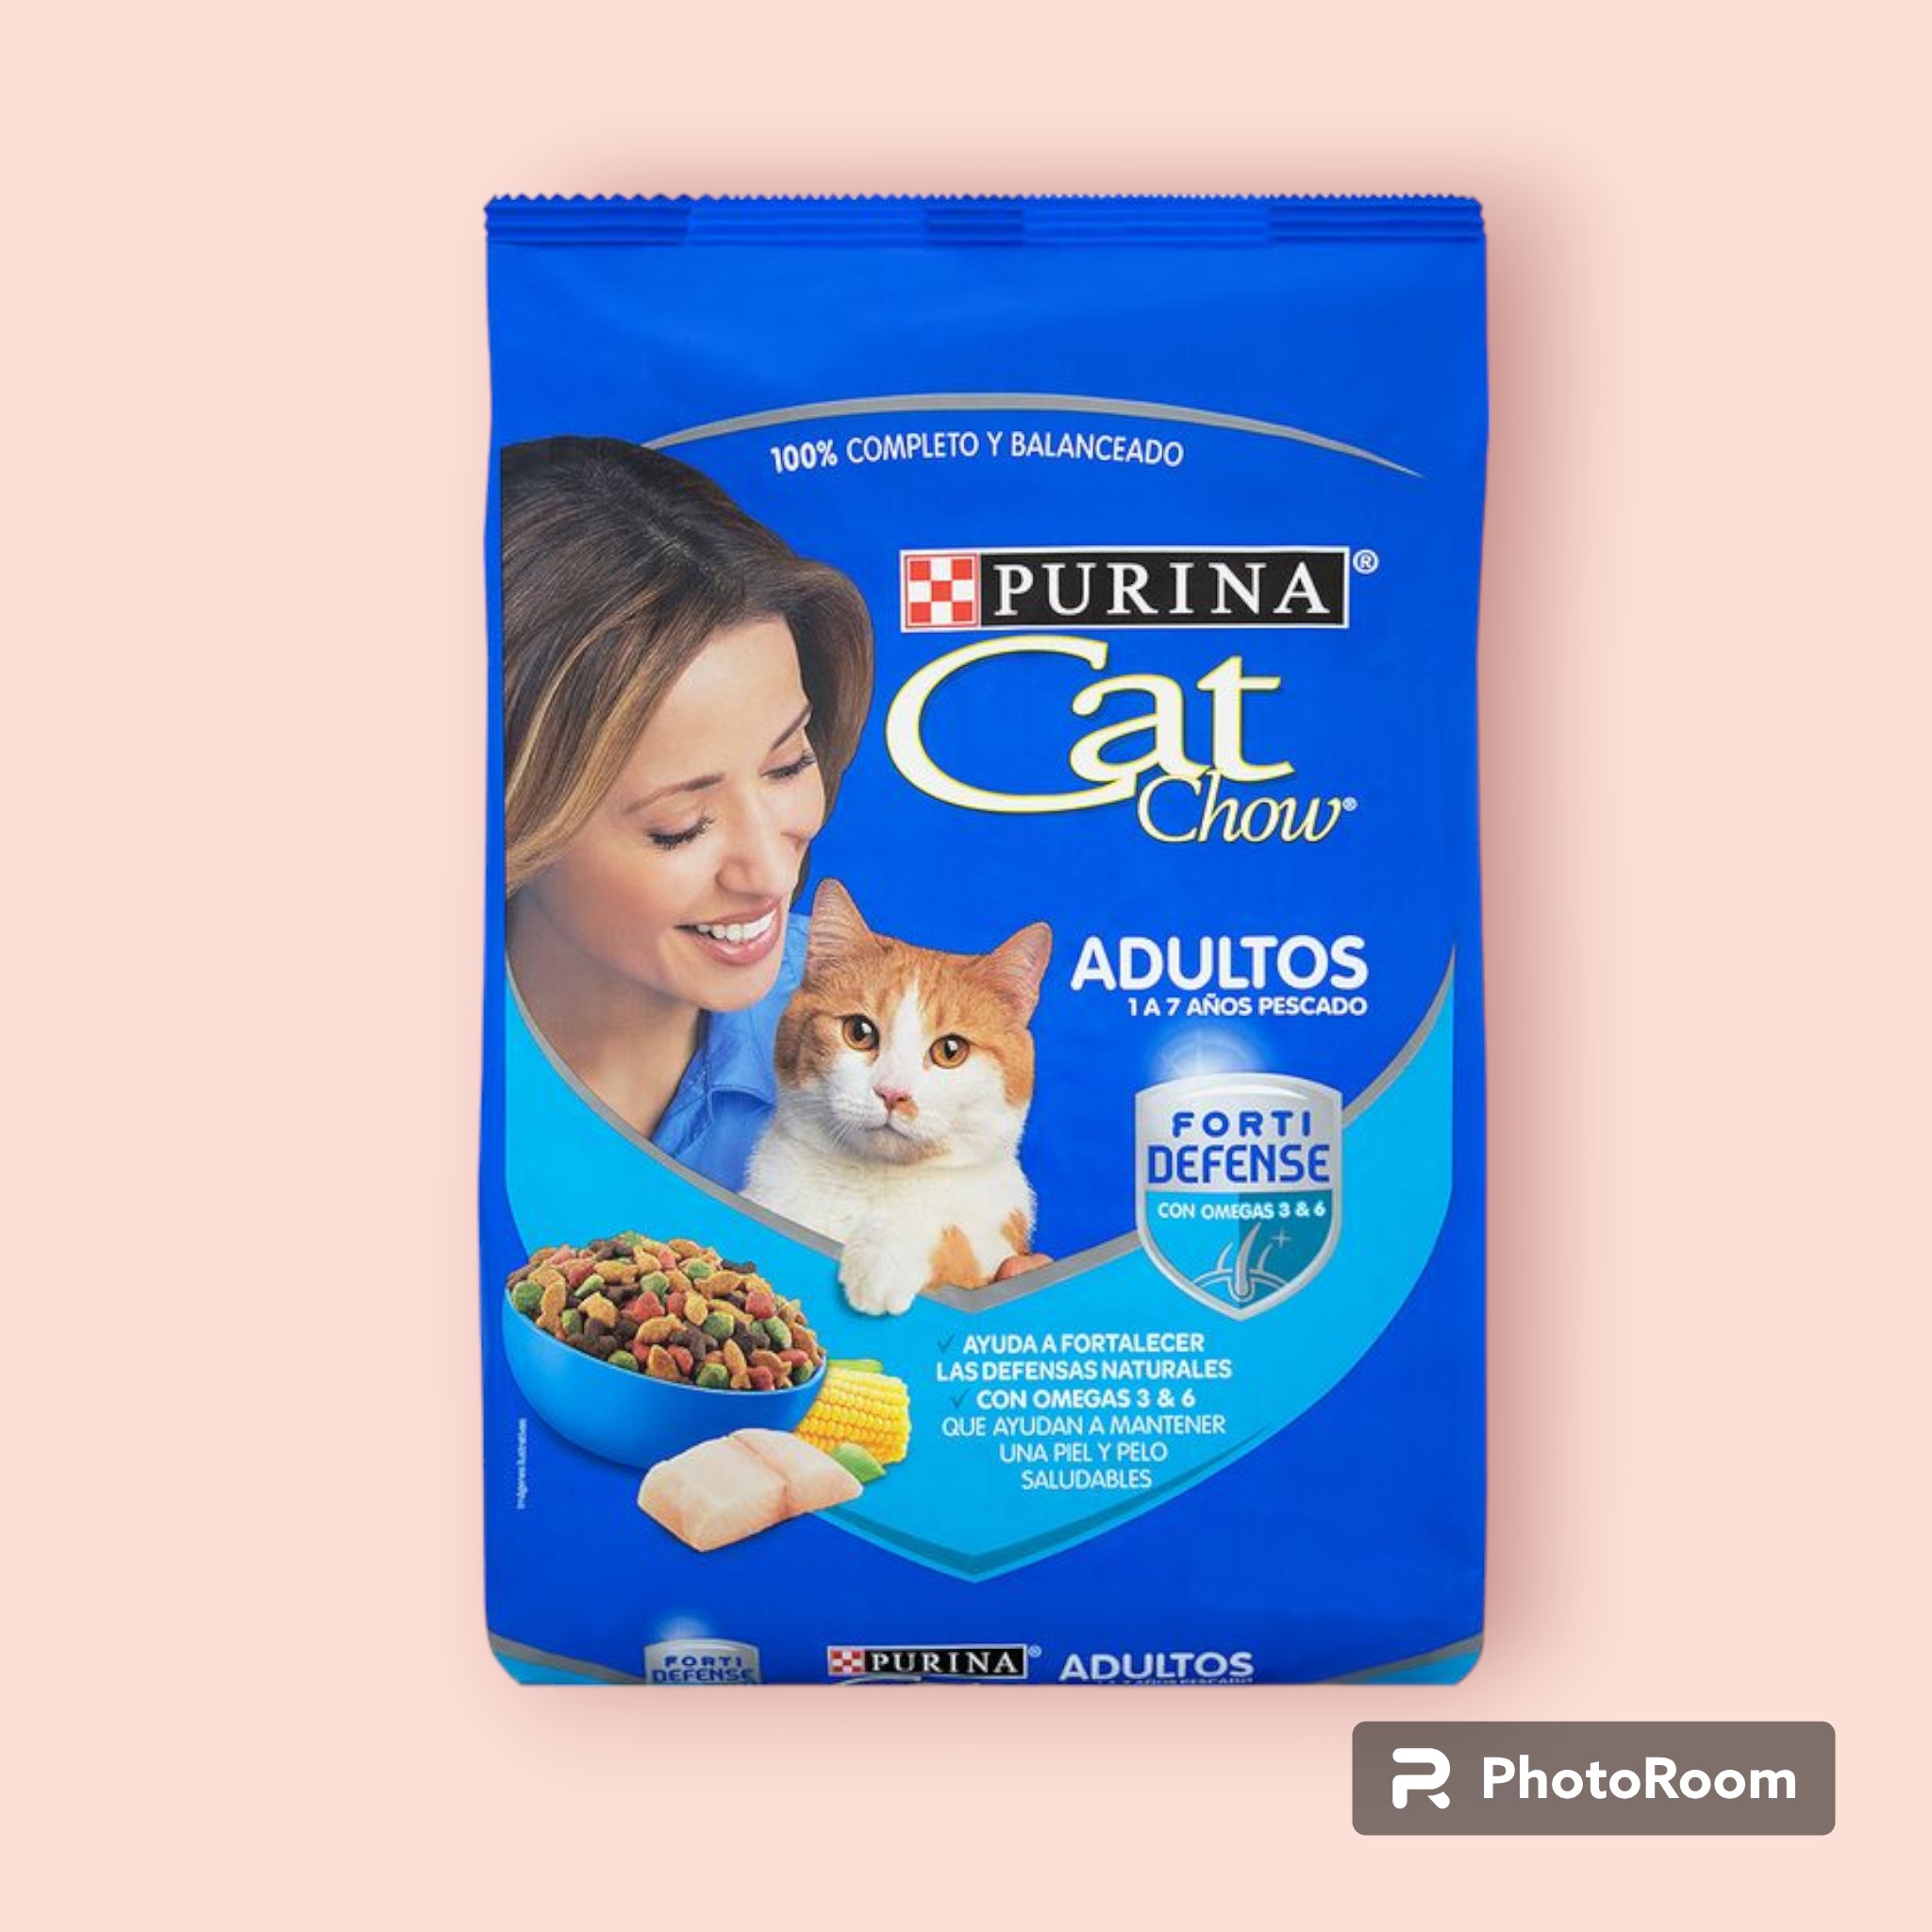 100% COMPLETO Y BALANCEADO
PURINA®
Cat
Chow®
ADULTOS
1 A 7 AÑOS PESCADO
FORTI
DEFENSE
CON OMEGAS 3 & 6
✓ AYUDA A FORTALECER
LAS DEFENSAS NATURALES
✓ CON OMEGAS 3 & 6
QUE AYUDAN A MANTENER
UNA PIEL Y PELO
SALUDABLES
Imágenes ilustrativas
FORTI
DEFENSE
PURINA®
ADULTOS
PhotoRoom